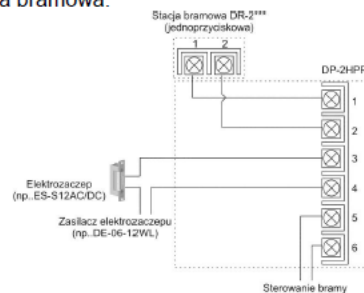 a bramowa.
Stacja bramowa DR-2***
(jednoprzyciskowa)
1 2
DP-2HPR
1
2
3
Elektrozaczep
(np..ES-S12AC/DC)
4
Zasilacz elektrozaczepu
(np..DE-06-12WL)
5
6
Sterowanie bramy